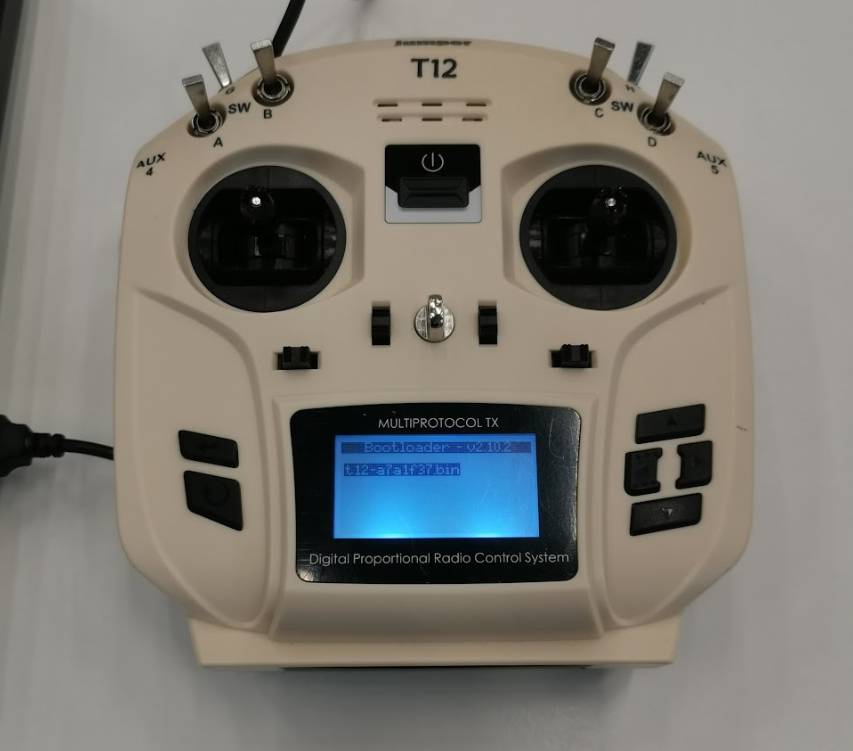 Jumper
T12
G
SW
B
A
AUX
4
H
C
SW
D
AUX
5
MULTIPROTOCOL TX
Bootloader - v2.10.2
t12-a7a1f37.bin
Digital Proportional Radio Control System